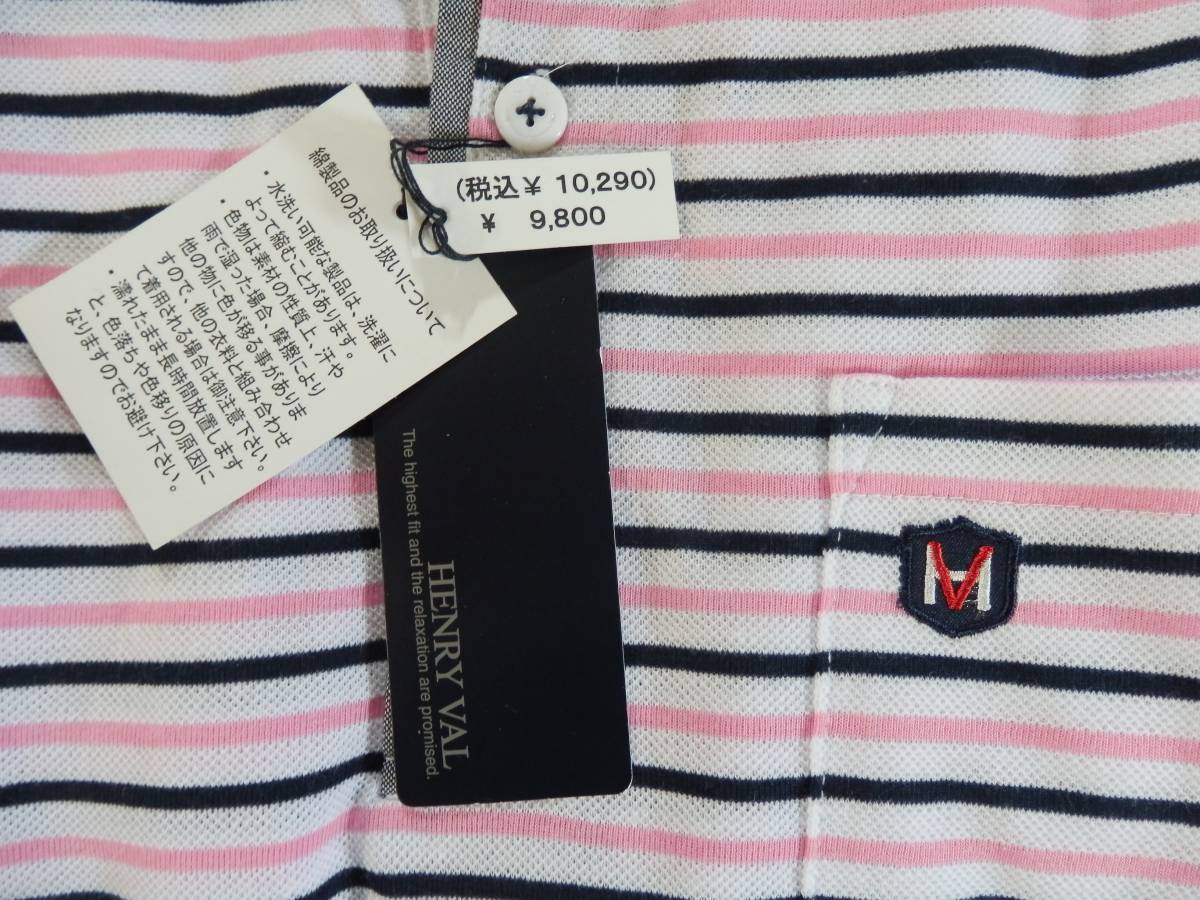 綿製品のお取り扱いについて
・水洗い可能な製品は、洗濯に
よって縮むことがあります。
・色物は素材の性質上、汗や
雨で湿った場合、摩擦により
他の物に色が移る事がありま
すので、他の衣料と組み合わせ
て着用される場合は御注意下さい。
・濡れたまま長時間放置します
と、色落ちや色移りの原因に
なりますのでお避け下さい。
(税込¥ 10,290)
¥ 9,800
HENRY VAL
The highest fit and the relaxation are promised.
HV